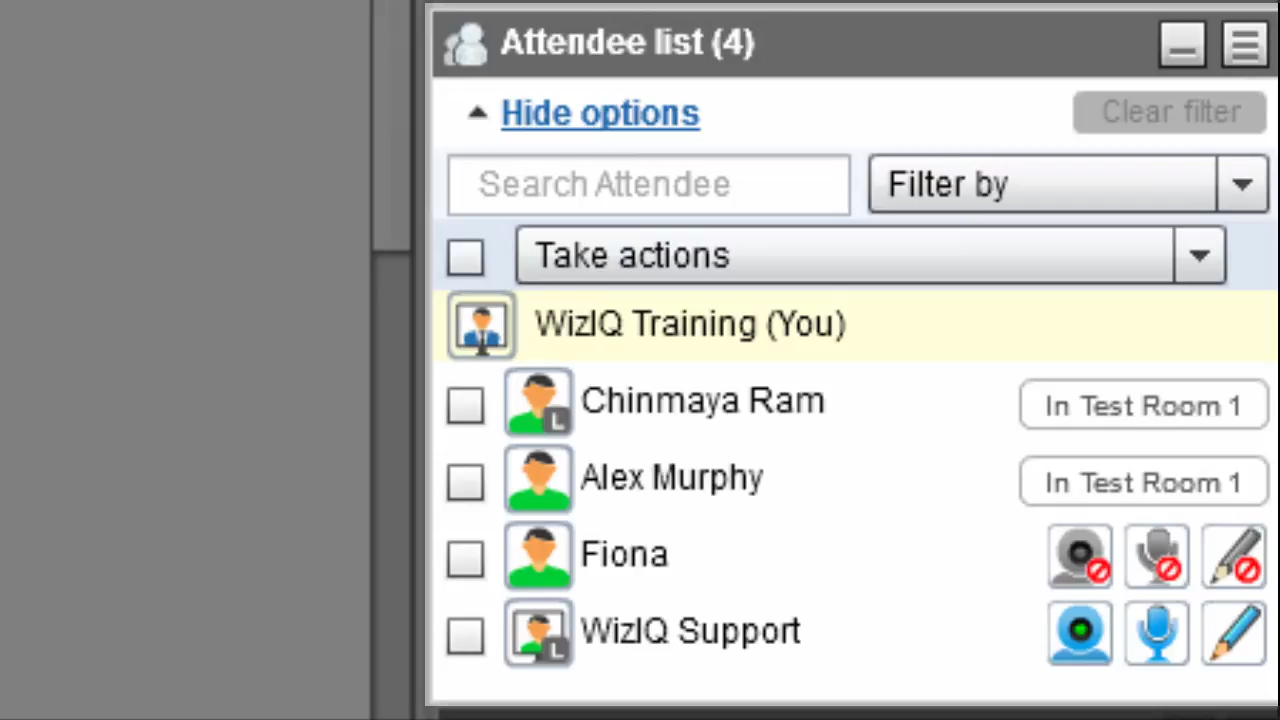 Attendee list (4)
Hide options
Clear filter
Search Attendee
Filter by
Take actions
WizIQ Training (You)
Chinmaya Ram
L
In Test Room 1
Alex Murphy
In Test Room 1
Fiona
WizIQ Support
L